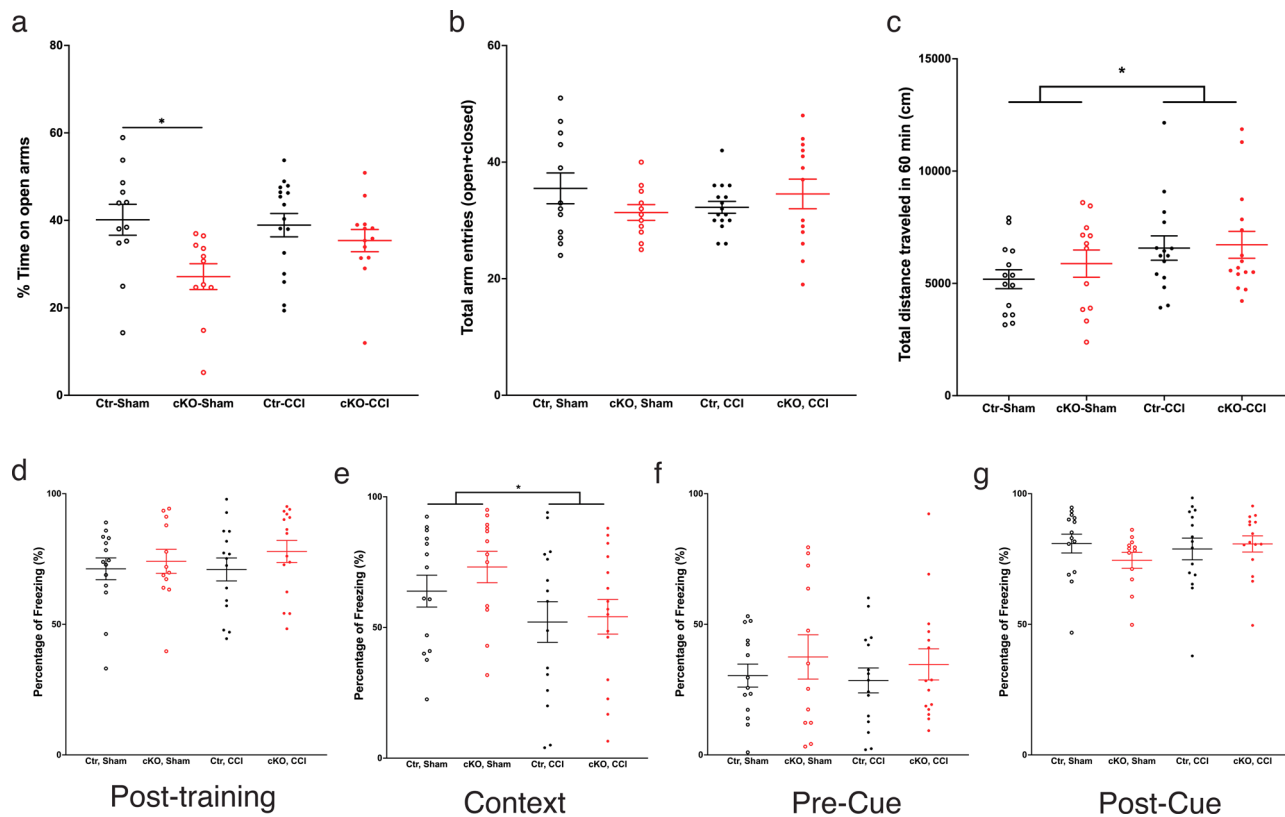 a
80
60
40
20
0
% Time on open arms
*
Ctr-Sham cKO-Sham Ctr-CCI cKO-CCI
b
60
40
20
0
Total arm entries (open+closed)
Ctr, Sham cKO, Sham Ctr, CCI cKO, CCI
c
15000
10000
5000
0
Total distance traveled in 60 min (cm)
*
Ctr-Sham cKO-Sham Ctr-CCI cKO-CCI
d
100
50
0
Percentage of Freezing (%)
Ctr, Sham cKO, Sham Ctr, CCI cKO, CCI
Post-training
e
100
50
0
Percentage of Freezing (%)
*
Ctr, Sham cKO, Sham Ctr, CCI cKO, CCI
Context
f
100
50
0
Percentage of Freezing (%)
Ctr, Sham cKO, Sham Ctr, CCI cKO, CCI
Pre-Cue
g
100
50
0
Percentage of Freezing (%)
Ctr, Sham cKO, Sham Ctr, CCI cKO, CCI
Post-Cue